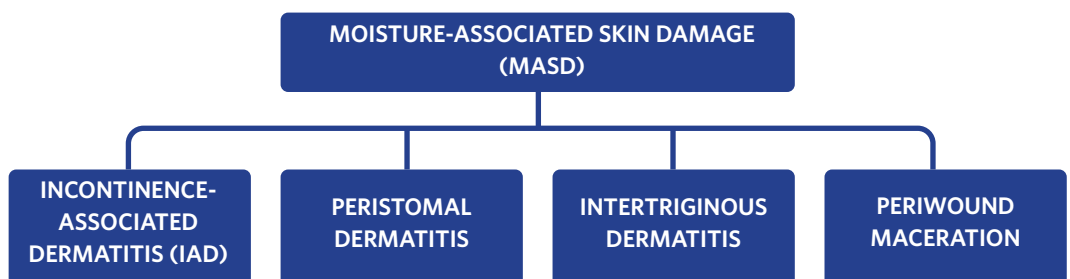 MOISTURE-ASSOCIATED SKIN DAMAGE
(MASD)
INCONTINENCE-
ASSOCIATED
DERMATITIS (IAD)
PERISTOMAL
DERMATITIS
INTERTRIGINOUS
DERMATITIS
PERIWOUND
MACERATION